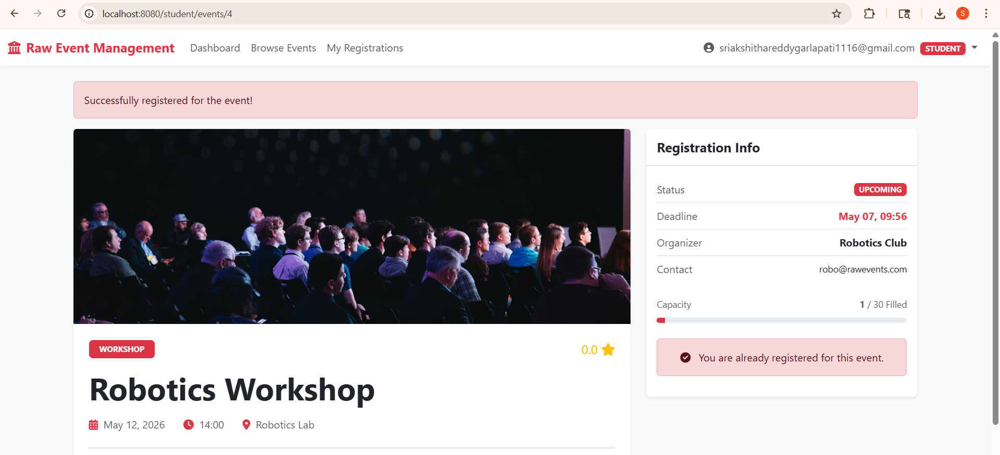 localhost:8080/student/events/4
S
Raw Event Management Dashboard Browse Events My Registrations sriakshithareddygarlapati1116@gmail.com STUDENT
Successfully registered for the event!
WORKSHOP 0.0
Robotics Workshop
May 12, 2026 14:00 Robotics Lab
Registration Info
Status UPCOMING
Deadline May 07, 09:56
Organizer Robotics Club
Contact robo@rawevents.com
Capacity 1 / 30 Filled
You are already registered for this event.